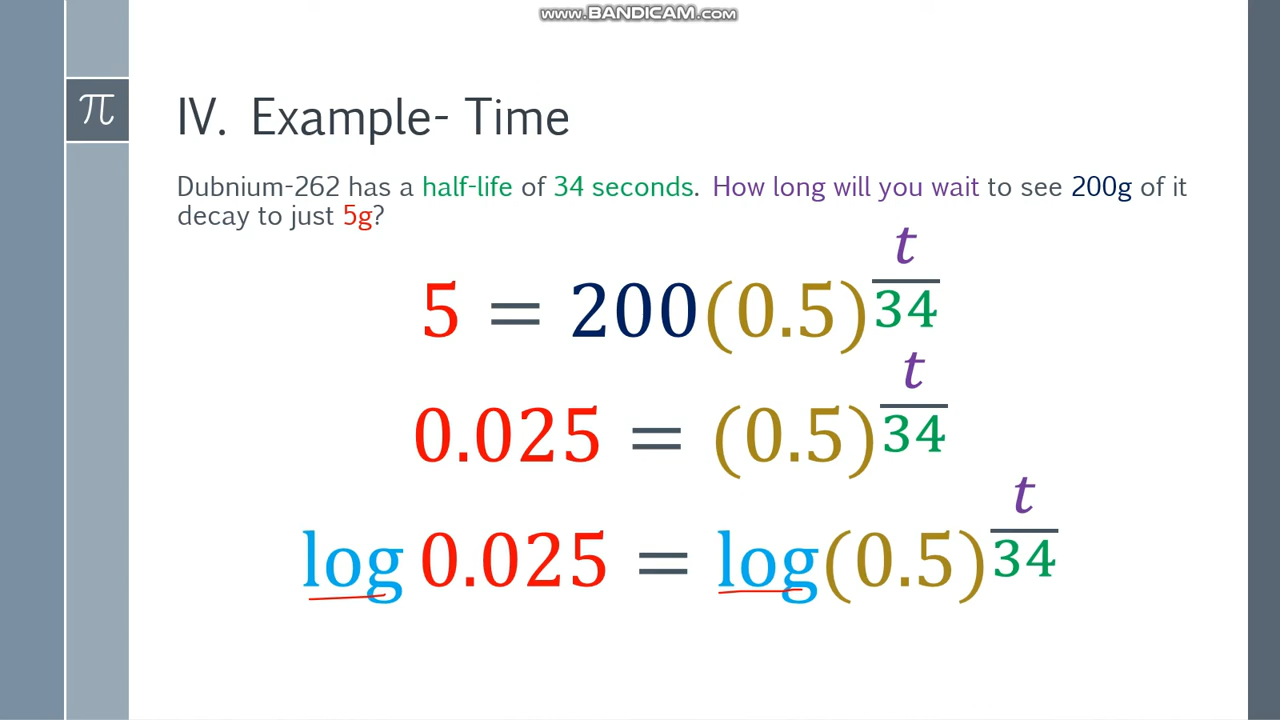 www.BANDICAM.com
π
IV. Example- Time
Dubnium-262 has a half-life of 34 seconds. How long will you wait to see 200g of it
decay to just 5g?
5 = 200(0.5)^(t/34)
0.025 = (0.5)^(t/34)
log 0.025 = log(0.5)^(t/34)